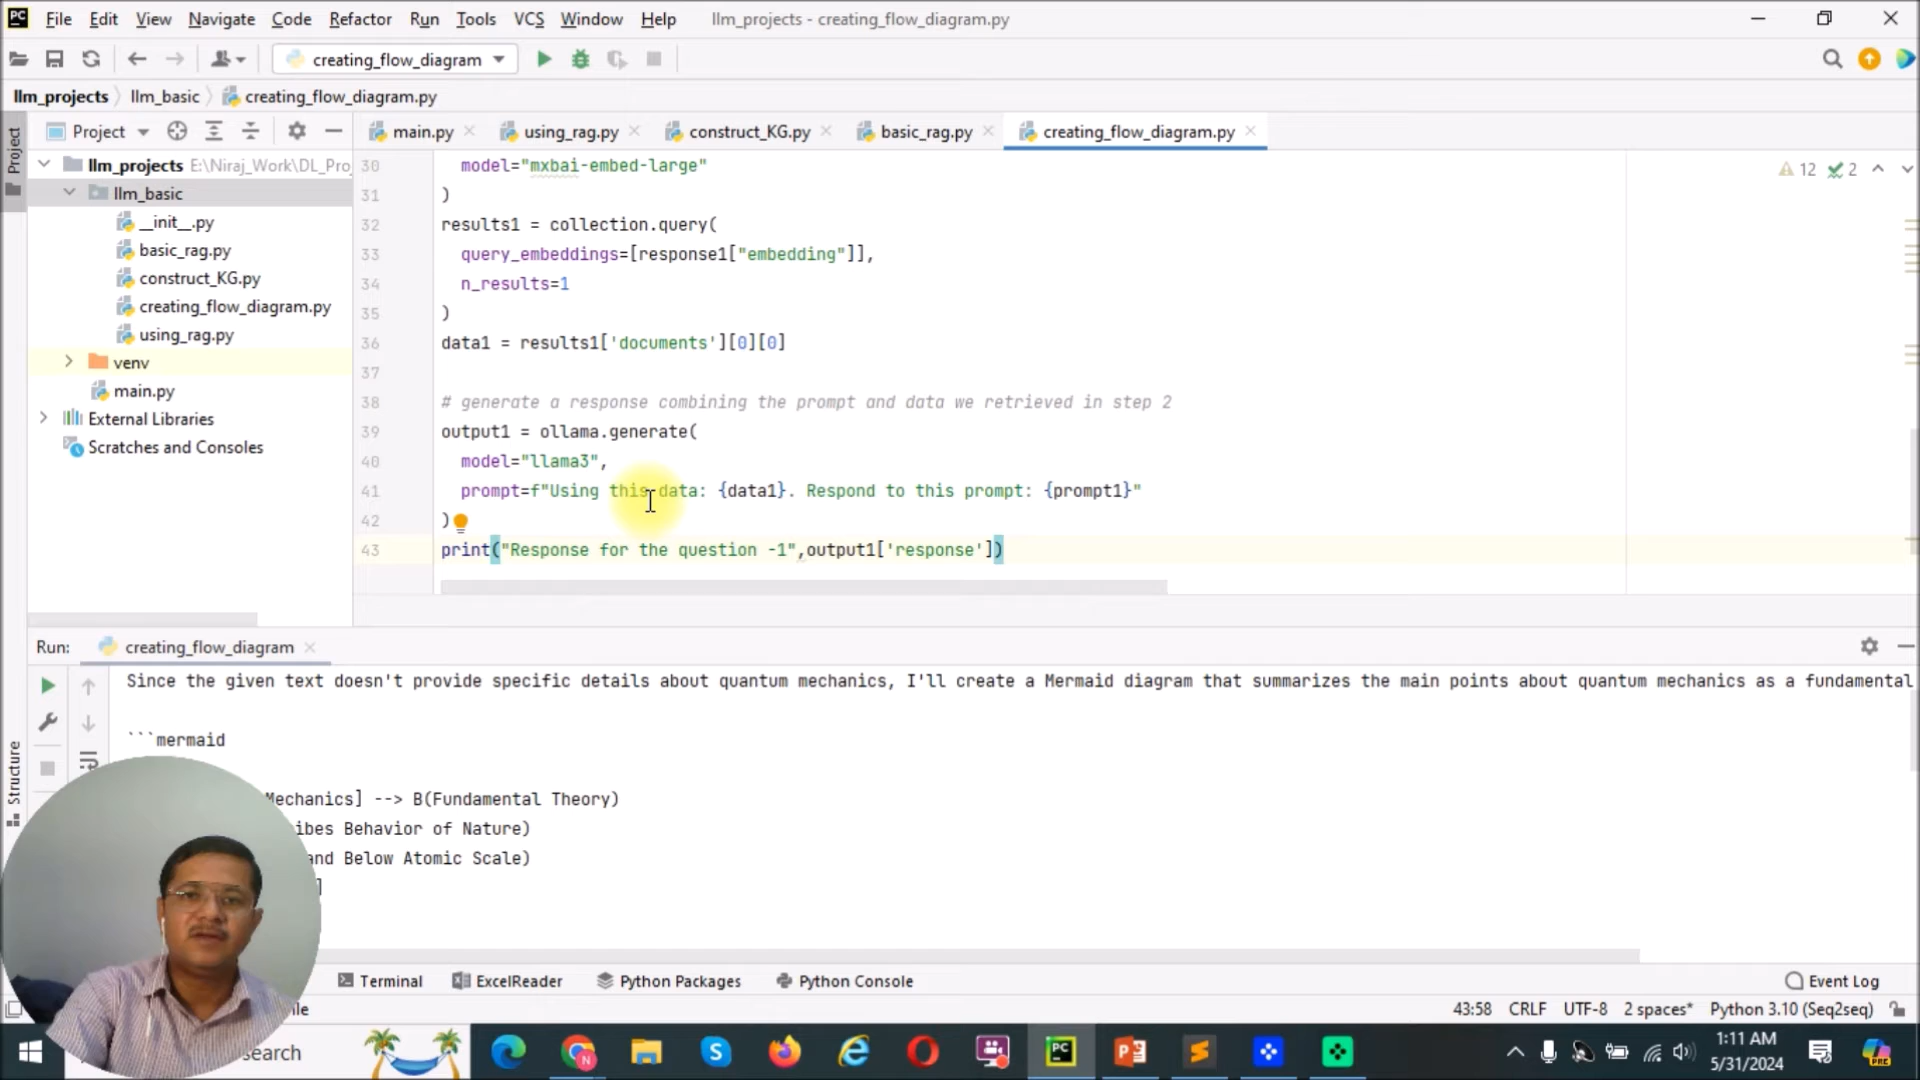 PC File Edit View Navigate Code Refactor Run Tools VCS Window Help llm_projects - creating_flow_diagram.py
creating_flow_diagram
llm_projects llm_basic creating_flow_diagram.py
Project main.py using_rag.py construct_KG.py basic_rag.py creating_flow_diagram.py
Project
llm_projects E:\Niraj_Work\DL_Pro
llm_basic
__init__.py
basic_rag.py
construct_KG.py
creating_flow_diagram.py
using_rag.py
venv
main.py
External Libraries
Scratches and Consoles
12 2
30 model="mxbai-embed-large"
31 )
32 results1 = collection.query(
33 query_embeddings=[response1["embedding"]],
34 n_results=1
35 )
36 data1 = results1['documents'][0][0]
37
38 # generate a response combining the prompt and data we retrieved in step 2
39 output1 = ollama.generate(
40 model="llama3",
41 prompt=f"Using this data: {data1}. Respond to this prompt: {prompt1}"
42 )
43 print("Response for the question -1",output1['response'])
Run: creating_flow_diagram
Since the given text doesn't provide specific details about quantum mechanics, I'll create a Mermaid diagram that summarizes the main points about quantum mechanics as a fundamental
```mermaid
Mechanics] --> B(Fundamental Theory)
ibes Behavior of Nature)
and Below Atomic Scale)
]
Structure
Terminal ExcelReader Python Packages Python Console Event Log
43:58 CRLF UTF-8 2 spaces* Python 3.10 (Seq2seq)
search
PC
1:11 AM
5/31/2024
PRE